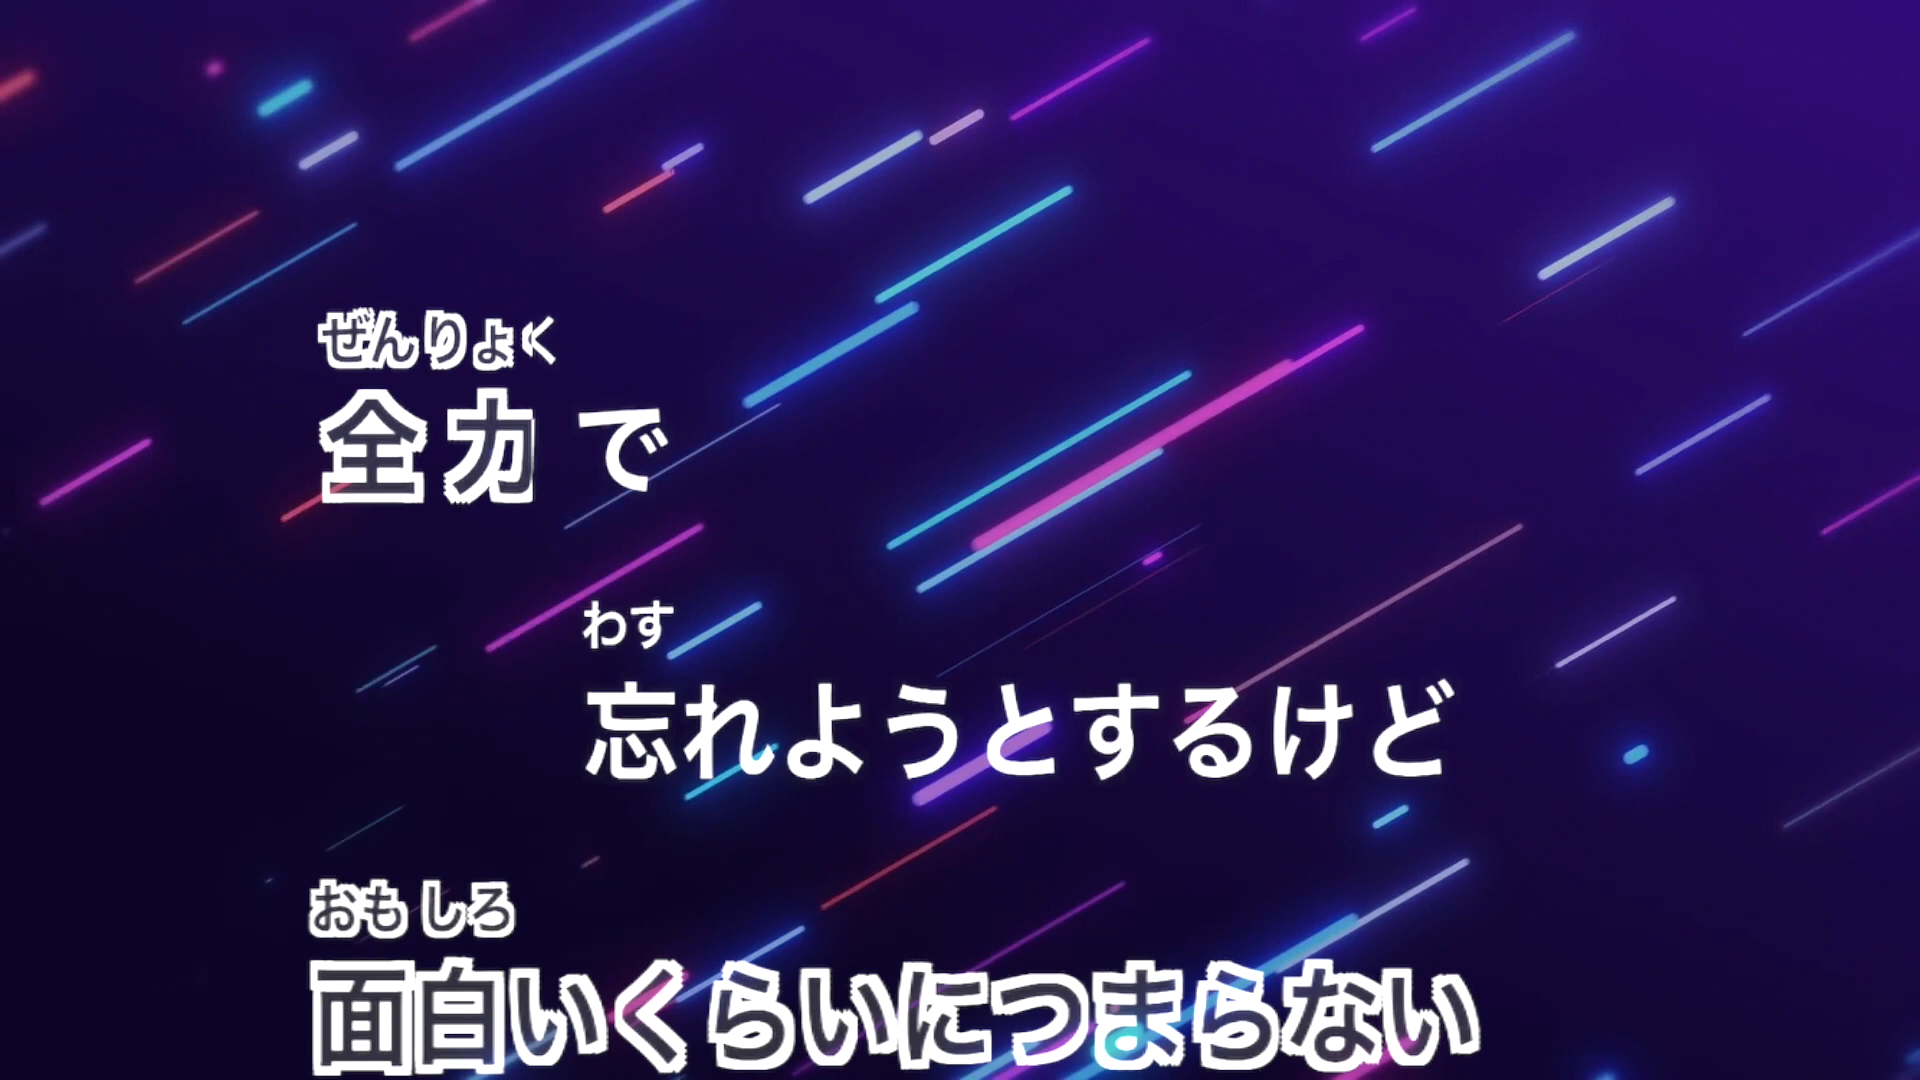 ぜんりょく
全力で
わす
忘れようとするけど
おもしろ
面白いくらいにつまらない